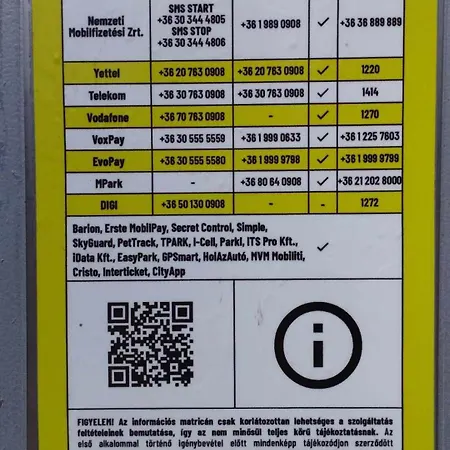 SMS START
Nemzeti +36 30 344 4805 +36 1 989 0908 ✓ +36 36 889 889
Mobilfizetési Zrt. SMS STOP
+36 30 344 4806
Yettel +36 20 763 0908 +36 20 763 0908 ✓ 1220
Telekom +36 30 763 0908 +36 30 763 0908 ✓ 1414
Vodafone +36 70 763 0908 - ✓ 1270
VoxPay +36 30 555 5559 +36 1 999 0633 ✓ +36 1 225 7603
EvoPay +36 30 555 5580 +36 1 999 9798 ✓ +36 1 999 9799
MPark - +36 80 64 0908 ✓ +36 21 202 8000
DIGI +36 50 130 0908 - - 1272
Barion, Erste MobilPay, Secret Control, Simple,
SkyGuard, PetTrack, TPARK, i-Cell, Parkl, ITS Pro Kft.,
iData Kft., EasyPark, GPSmart, HolAzAutó, MVM Mobiliti, ✓
Cristo, Interticket, CityApp
i
FIGYELEM! Az információs matricán csak korlátozottan lehetséges a szolgáltatás
feltételeinek bemutatása, így az nem minősül teljes körű tájékoztatásnak. Az
első alkalommal történő igénybevétel előtt mindenképp tájékozódjon szerződött